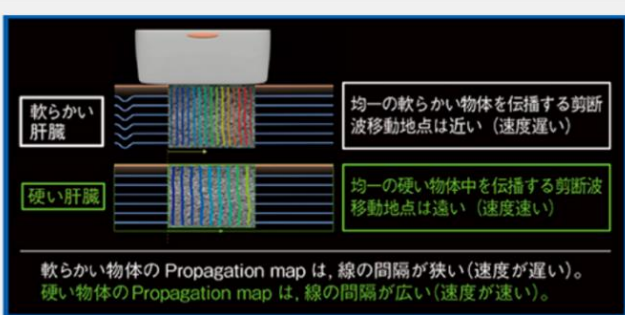 軟らかい
肝臓
均一の軟らかい物体を伝播する剪断
波移動地点は近い（速度遅い）
硬い肝臓
均一の硬い物体中を伝播する剪断波
移動地点は遠い（速度速い）
軟らかい物体の Propagation map は, 線の間隔が狭い(速度が遅い)。
硬い物体のPropagation map は, 線の間隔が広い(速度が速い)。